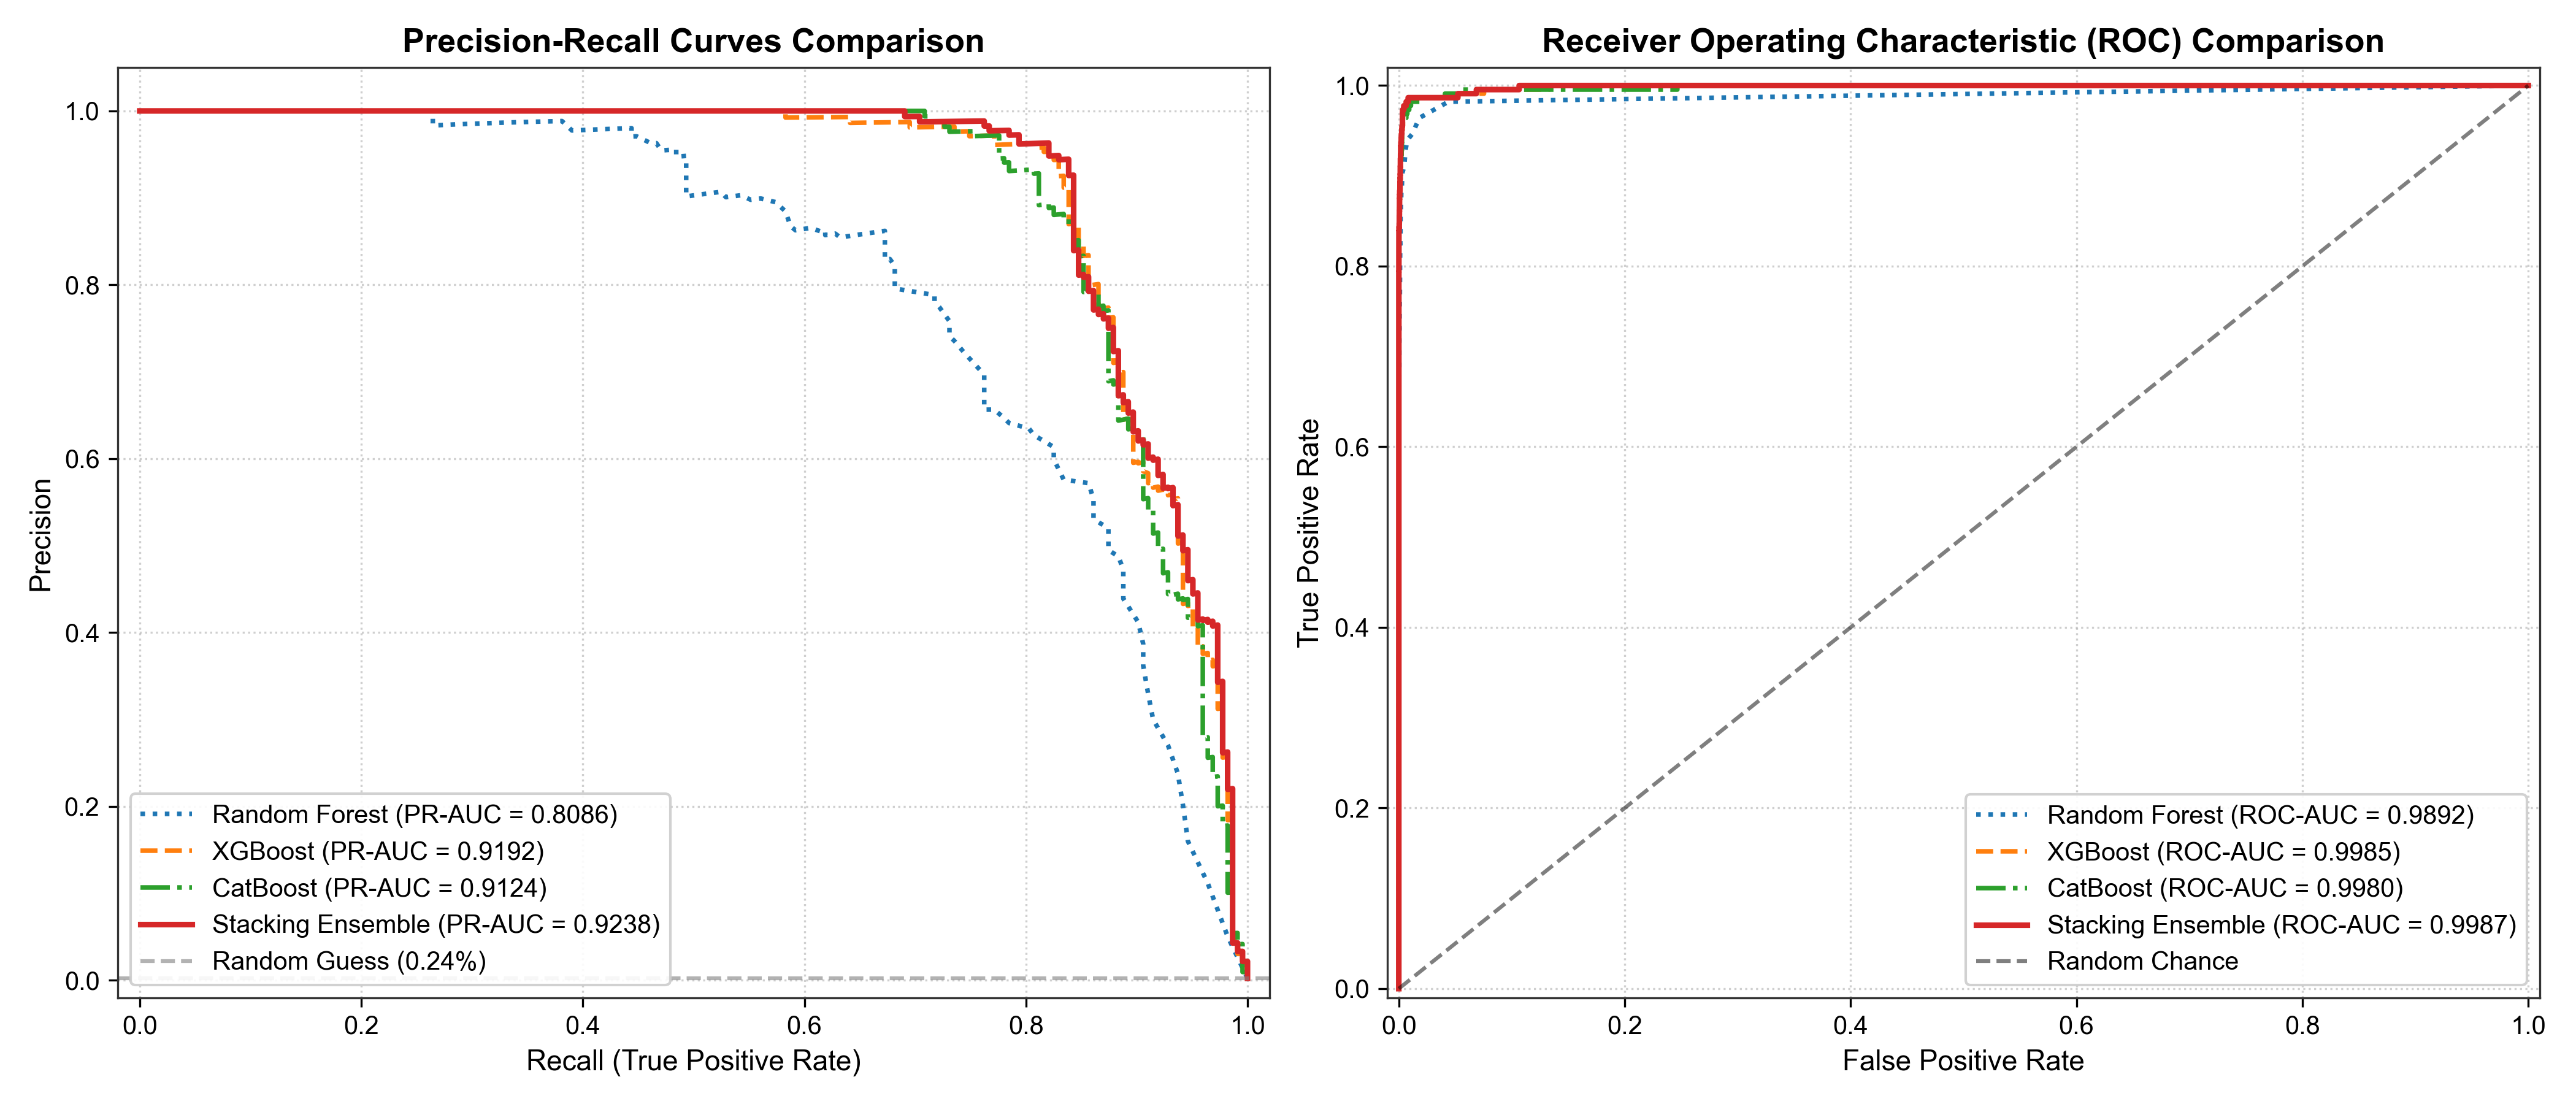 Precision-Recall Curves Comparison
1.0
0.8
0.6
0.4
0.2
0.0
Precision
Random Forest (PR-AUC = 0.8086)
XGBoost (PR-AUC = 0.9192)
CatBoost (PR-AUC = 0.9124)
Stacking Ensemble (PR-AUC = 0.9238)
Random Guess (0.24%)
0.0 0.2 0.4 0.6 0.8 1.0
Recall (True Positive Rate)
Receiver Operating Characteristic (ROC) Comparison
1.0
0.8
0.6
0.4
0.2
0.0
True Positive Rate
Random Forest (ROC-AUC = 0.9892)
XGBoost (ROC-AUC = 0.9985)
CatBoost (ROC-AUC = 0.9980)
Stacking Ensemble (ROC-AUC = 0.9987)
Random Chance
0.0 0.2 0.4 0.6 0.8 1.0
False Positive Rate